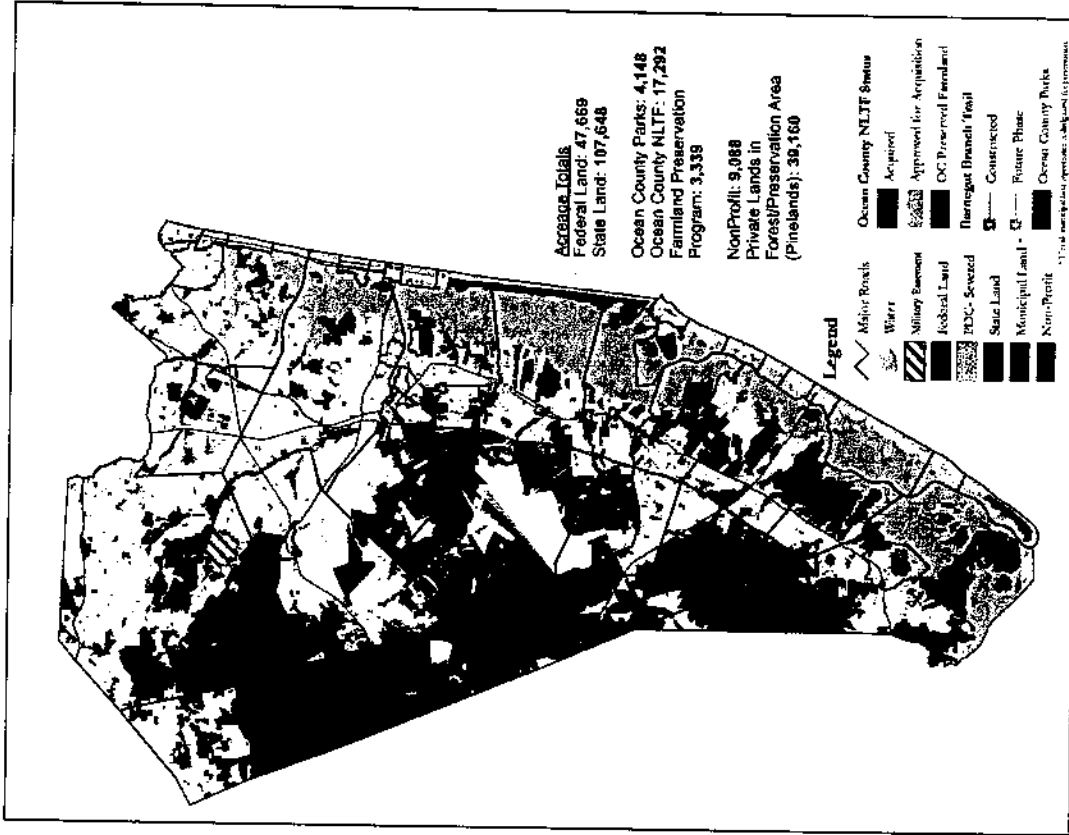 Acreage Totals
Federal Land: 47,669
State Land: 107,648
Ocean County Parks: 4,148
Ocean County NLTF: 17,292
Farmland Preservation
Program: 3,339
NonProfit: 9,088
Private Lands in
Forest/Preservation Area
(Pinelands): 39,160
Legend
Major Roads
Water
Military Easement
Federal Land
PDC - Sewered
State Land
Municipal Land *
Non-Profit
Ocean County NLTF Status
Acquired
Approved for Acquisition
OC Preserved Farmland
Barnegat Branch Trail
Constructed
Future Phase
Ocean County Parks